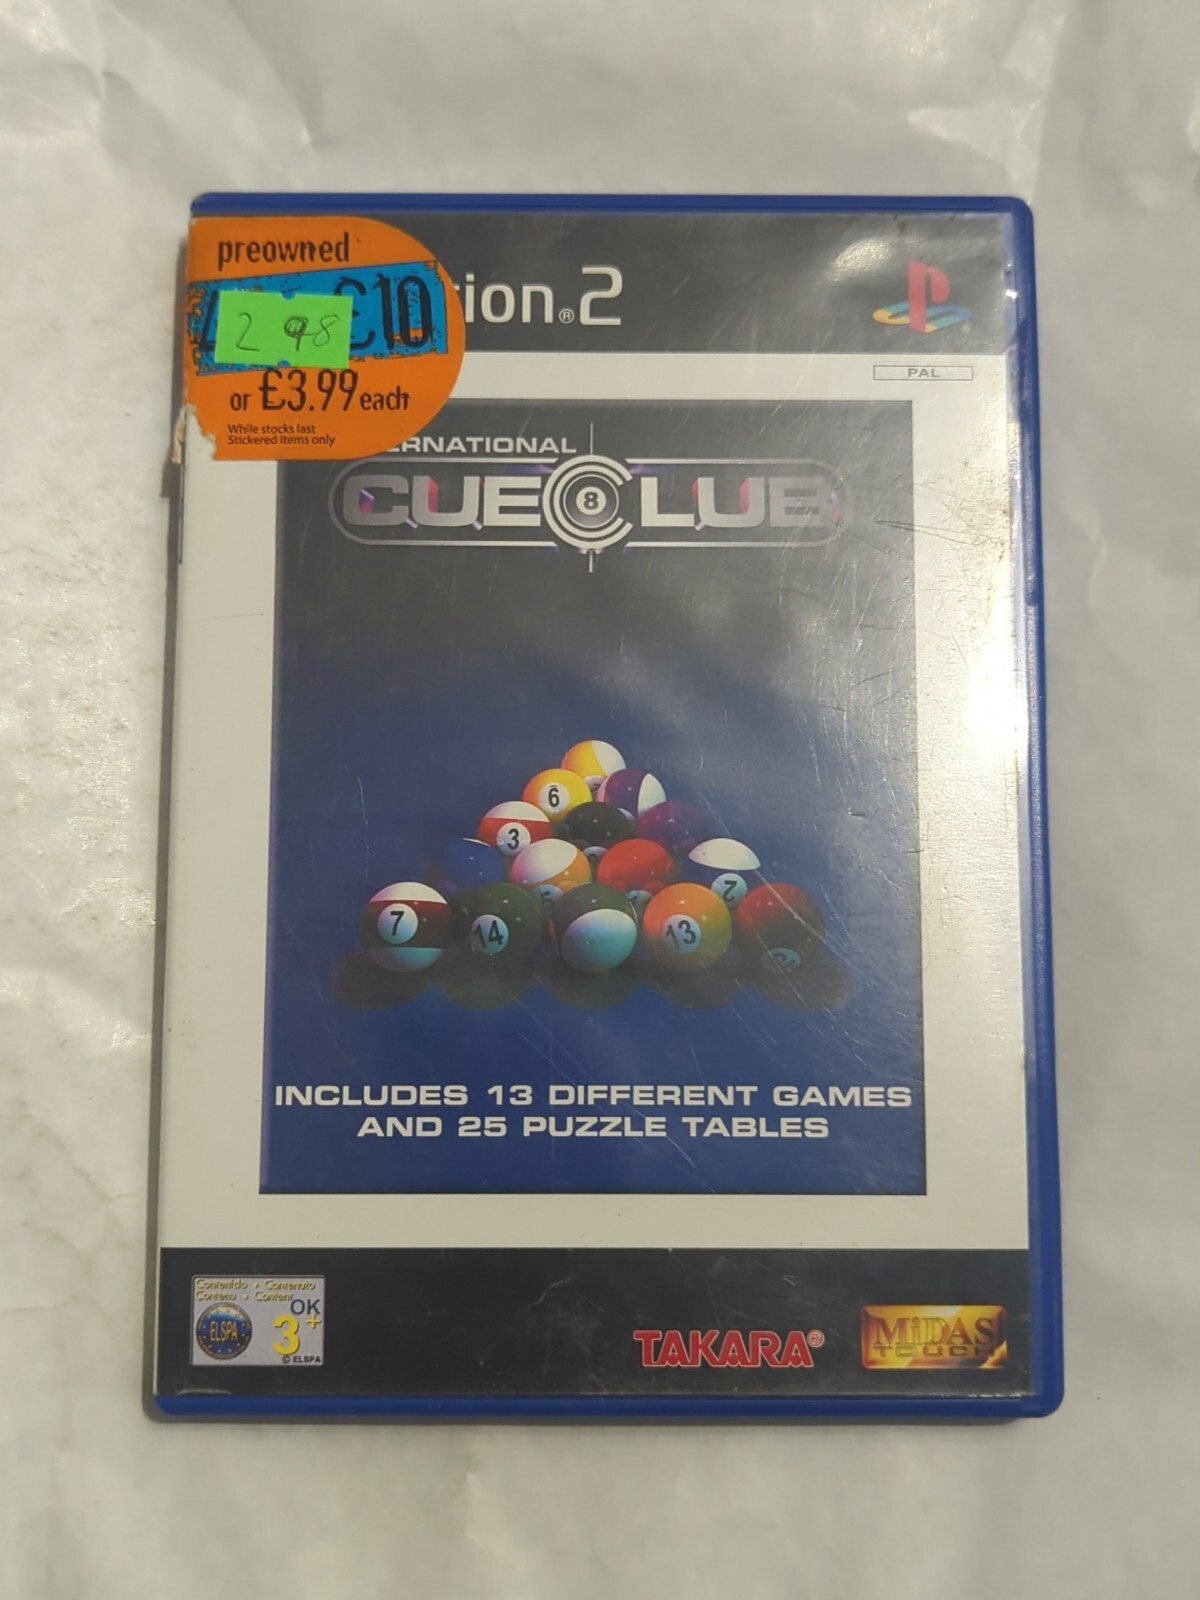 preowned
£10
2 98
or £3.99 each
While stocks last
Stickered items only
tion®2
PAL
ERNATIONAL
CUE CLUB
8
6
3
7
14
13
2
INCLUDES 13 DIFFERENT GAMES
AND 25 PUZZLE TABLES
Contenido • Contenuto
Contenu • Content
OK
ELSPA
3+
© ELSPA
TAKARA®
MiDAS
TOUCH